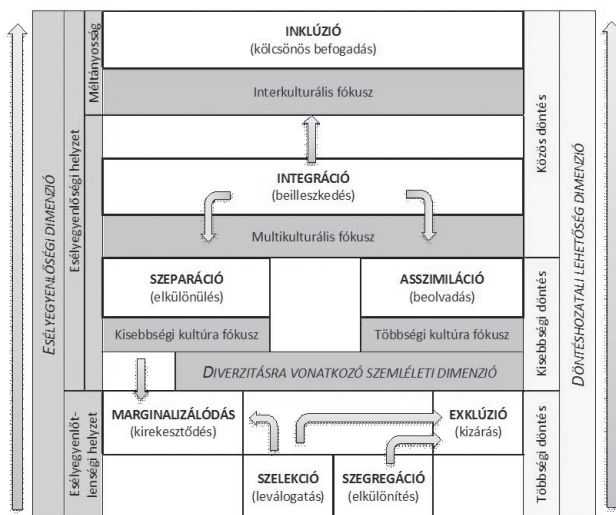 ESÉLYEGYENLŐSÉGI DIMENZIÓ
Méltányosság
Esélyegyenlőségi helyzet
Esélyegyenlőt-
lenségi helyzet
INKLÚZIÓ
(kölcsönös befogadás)
Interkulturális fókusz
INTEGRÁCIÓ
(beilleszkedés)
Multikulturális fókusz
SZEPARÁCIÓ
(elkülönülés)
ASSZIMILÁCIÓ
(beolvadás)
Kisebbségi kultúra fókusz
Többségi kultúra fókusz
DIVERZITÁSRA VONATKOZÓ SZEMLÉLETI DIMENZIÓ
MARGINALIZÁLÓDÁS
(kirekesztődés)
EXKLÚZIÓ
(kizárás)
SZELEKCIÓ
(leválogatás)
SZEGREGÁCIÓ
(elkülönítés)
Közös döntés
Kisebbségi döntés
Többségi döntés
DÖNTÉSHOZATALI LEHETŐSÉG DIMENZIÓ